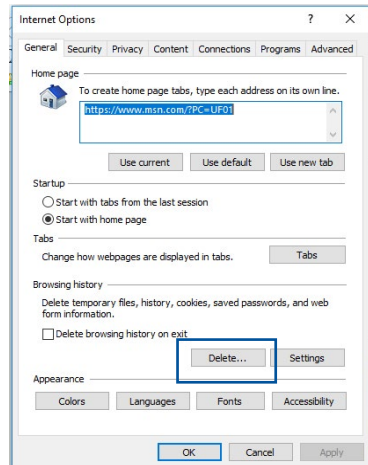 Internet Options ? X
General Security Privacy Content Connections Programs Advanced
Home page
To create home page tabs, type each address on its own line.
https://www.msn.com/?PC=UF01
Use current Use default Use new tab
Startup
Start with tabs from the last session
Start with home page
Tabs
Change how webpages are displayed in tabs. Tabs
Browsing history
Delete temporary files, history, cookies, saved passwords, and web
form information.
Delete browsing history on exit
Delete... Settings
Appearance
Colors Languages Fonts Accessibility
OK Cancel Apply